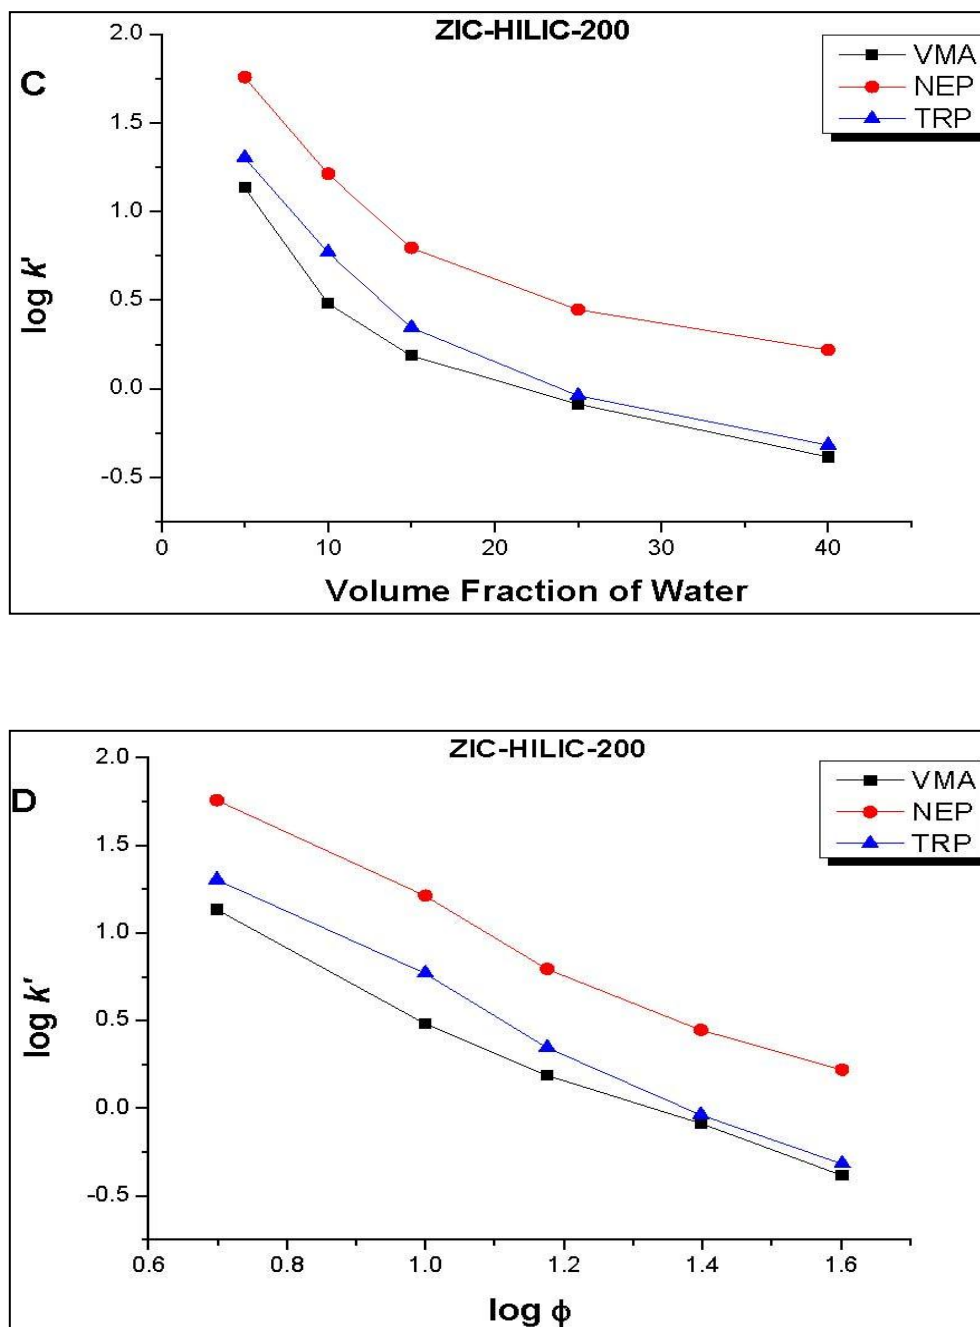 ZIC-HILIC-200
C
VMA
NEP
TRP
2.0
1.5
1.0
0.5
0.0
-0.5
log k'
0
10
20
30
40
Volume Fraction of Water
ZIC-HILIC-200
D
VMA
NEP
TRP
2.0
1.5
1.0
0.5
0.0
-0.5
log k'
0.6
0.8
1.0
1.2
1.4
1.6
log ϕ